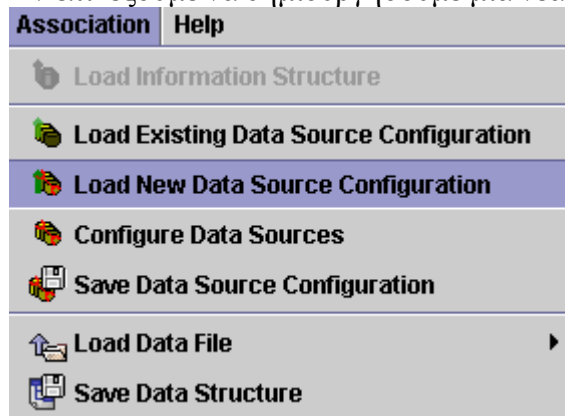 Association Help
Load Information Structure
Load Existing Data Source Configuration
Load New Data Source Configuration
Configure Data Sources
Save Data Source Configuration
Load Data File
Save Data Structure